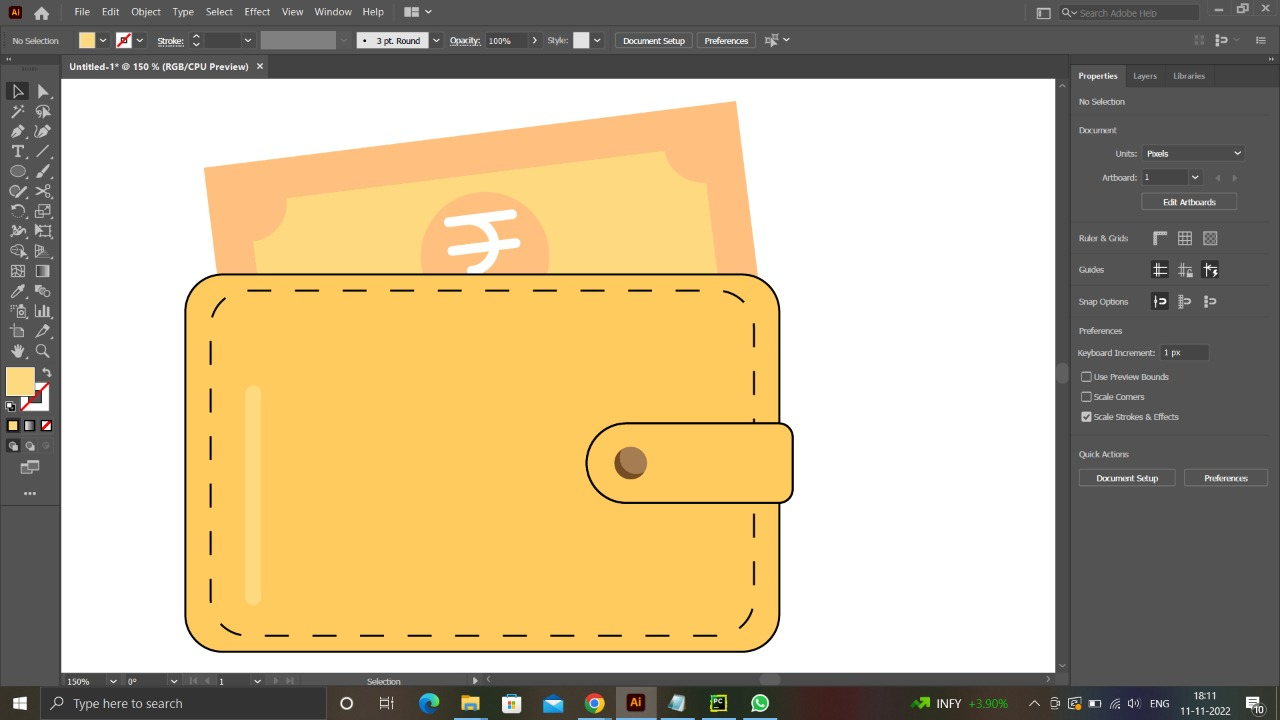 Ai File Edit Object Type Select Effect View Window Help Search Adobe Help
No Selection Stroke: 3 pt. Round Opacity: 100% Style: Document Setup Preferences
Untitled-1* @ 150 % (RGB/CPU Preview) ×
Properties Layers Libraries
No Selection
Document
Units: Pixels
Artboard: 1
Edit Artboards
Ruler & Grids
Guides
Snap Options
Preferences
Keyboard Increment: 1 px
Use Preview Bounds
Scale Corners
Scale Strokes & Effects
Quick Actions
Document Setup Preferences
₹
150% 0° 1 Selection
Type here to search Ai PC INFY +3.90% ENG 18:11
11-11-2022 10